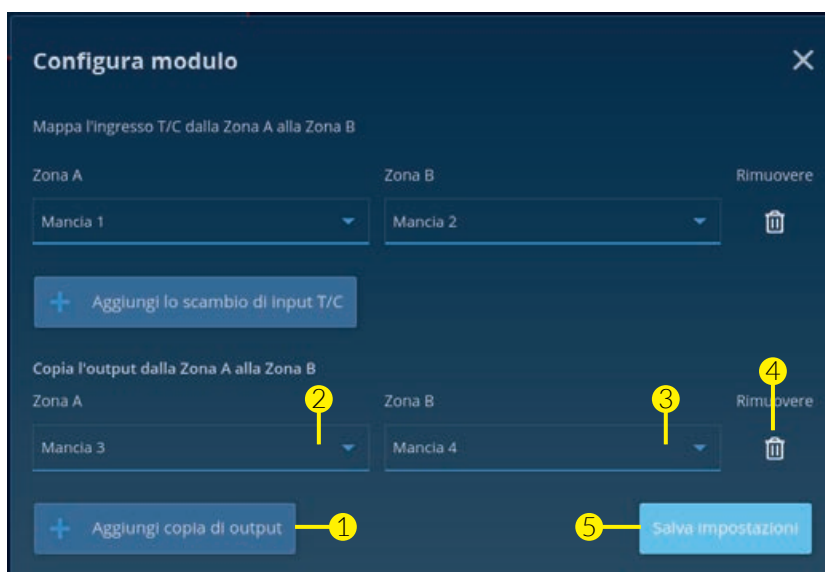 Configura modulo
Mappa l'ingresso T/C dalla Zona A alla Zona B
Zona A Zona B Rimuovere
Mancia 1 Mancia 2
Aggiungi lo scambio di input T/C
Copia l'output dalla Zona A alla Zona B
2 3 4
Zona A Zona B Rimuovere
Mancia 3 Mancia 4
Aggiungi copia di output 1 5 Salva impostazioni